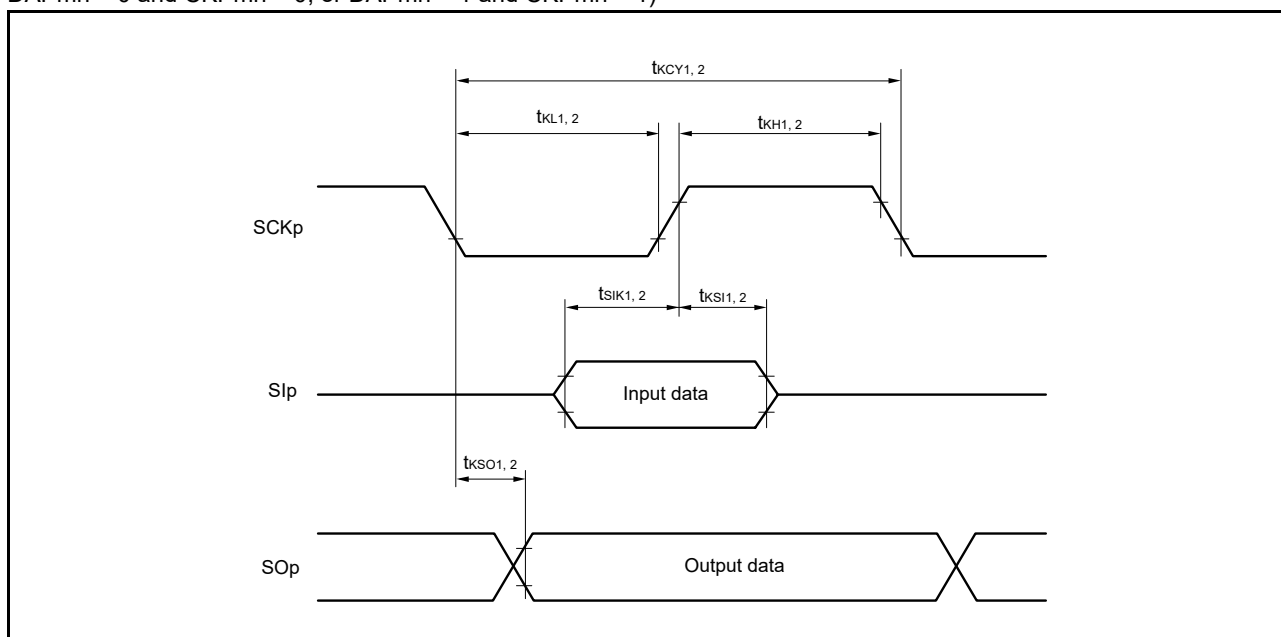 tKCY1, 2
tKL1, 2
tKH1, 2
SCKp
tSIK1, 2
tKSI1, 2
SIp
Input data
tKSO1, 2
SOp
Output data